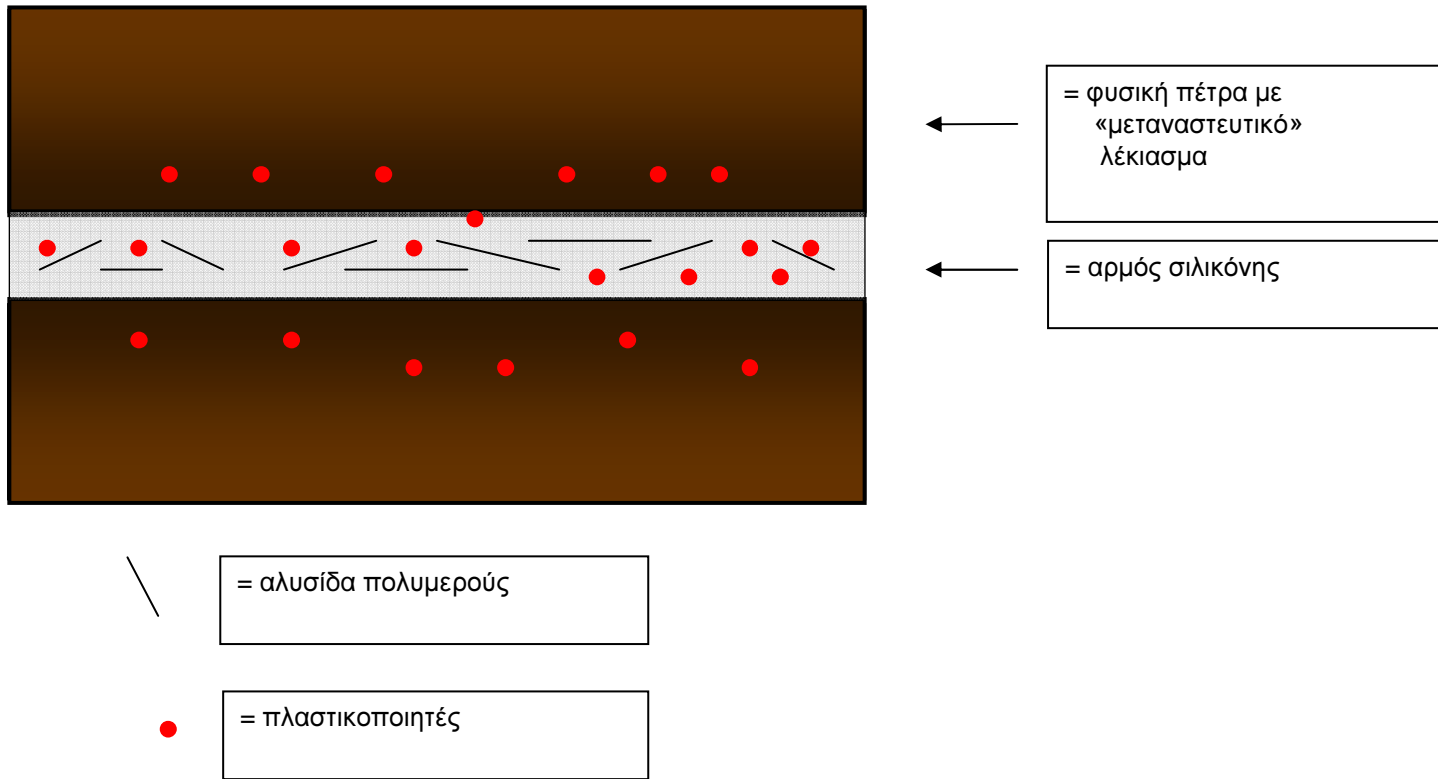 = φυσική πέτρα με
«μεταναστευτικό»
λέκιασμα
= αρμός σιλικόνης
= αλυσίδα πολυμερούς
= πλαστικοποιητές